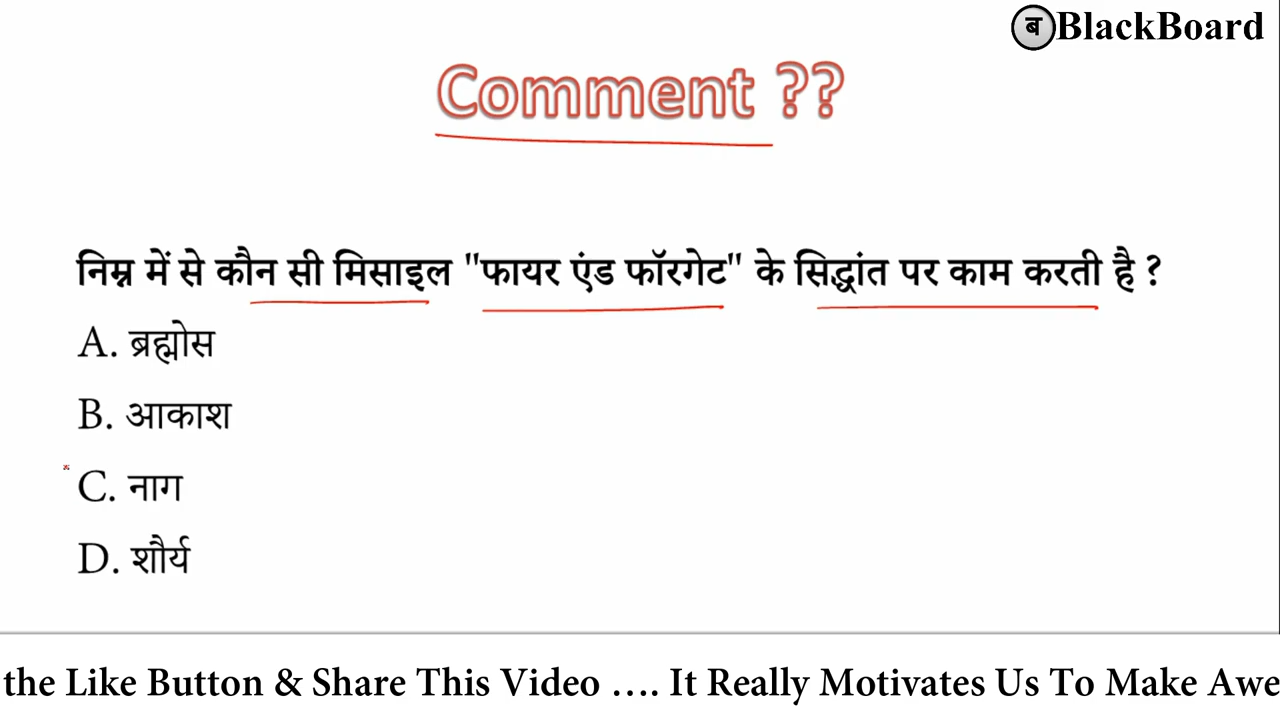 ब BlackBoard
Comment ??
निम्न में से कौन सी मिसाइल "फायर एंड फॉरगेट" के सिद्धांत पर काम करती है ?
A. ब्रह्मोस
B. आकाश
C. नाग
D. शौर्य
the Like Button & Share This Video …. It Really Motivates Us To Make Awe